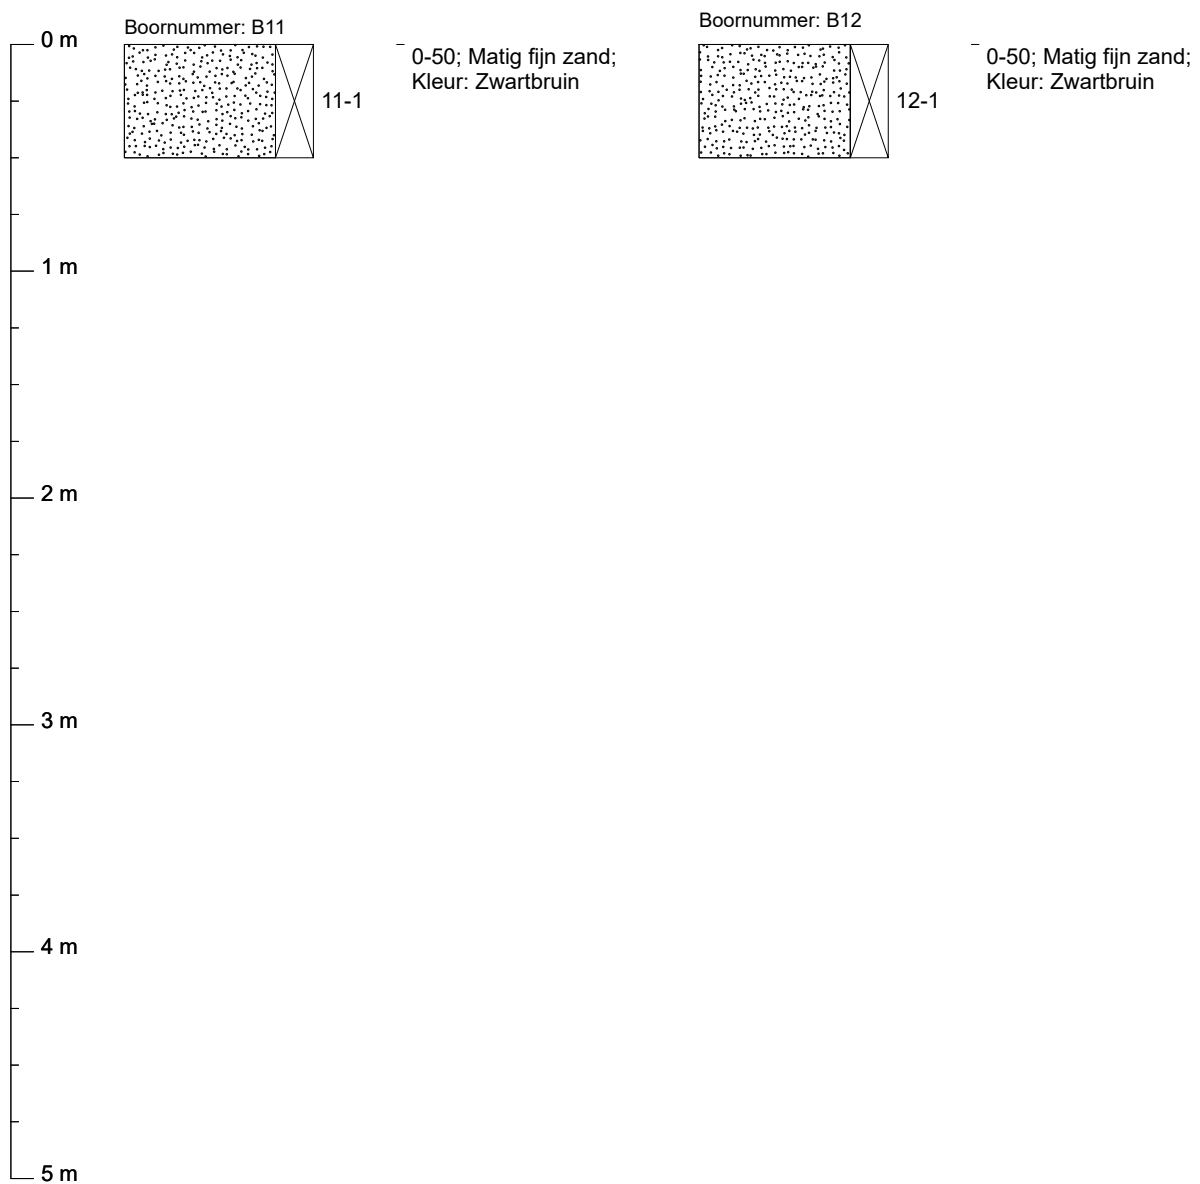 Boornummer: B11
0-50; Matig fijn zand;
Kleur: Zwartbruin
11-1
Boornummer: B12
0-50; Matig fijn zand;
Kleur: Zwartbruin
12-1
0 m
1 m
2 m
3 m
4 m
5 m